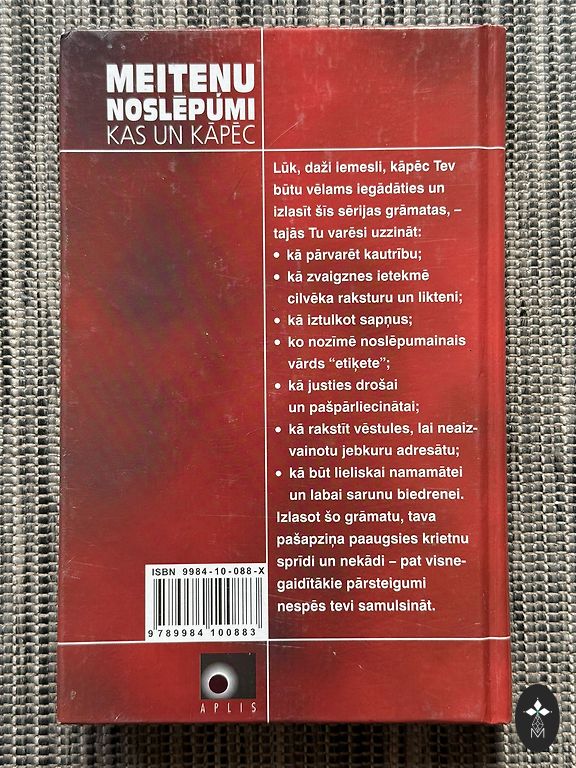 MEITEŅU
NOSLĒPUMI
KAS UN KĀPĒC
Lūk, daži iemesli, kāpēc Tev
būtu vēlams iegādāties un
izlasīt šīs sērijas grāmatas, –
tajās Tu varēsi uzzināt:
• kā pārvarēt kautrību;
• kā zvaigznes ietekmē
cilvēka raksturu un likteni;
• kā iztulkot sapņus;
• ko nozīmē noslēpumainais
vārds “etiķete”;
• kā justies drošai
un pašpārliecinātai;
• kā rakstīt vēstules, lai neaiz-
vainotu jebkuru adresātu;
• kā būt lieliskai namamātei
un labai sarunu biedrenei.
Izlasot šo grāmatu, tava
pašapziņa paaugsies krietnu
sprīdi un nekādi – pat visne-
gaidītākie pārsteigumi
nespēs tevi samulsināt.
ISBN 9984-10-088-X
9 789984 100883
APLIS